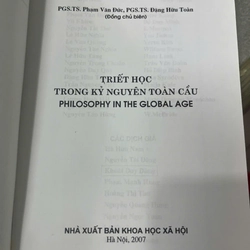 PGS.TS. Phạm Văn Đức, PGS.TS. Đặng Hữu Toàn
(Đồng chủ biên)
TRIẾT HỌC
TRONG KỶ NGUYÊN TOÀN CẦU
PHILOSOPHY IN THE GLOBAL AGE
NHÀ XUẤT BẢN KHOA HỌC XÃ HỘI
Hà Nội, 2007